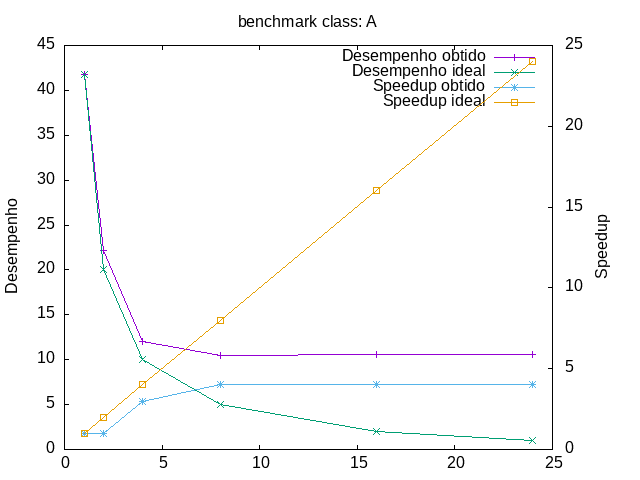 benchmark class: A
45
40
35
30
25
20
15
10
5
0
Desempenho
25
20
15
10
5
0
Speedup
Desempenho obtido
Desempenho ideal
Speedup obtido
Speedup ideal
0 5 10 15 20 25